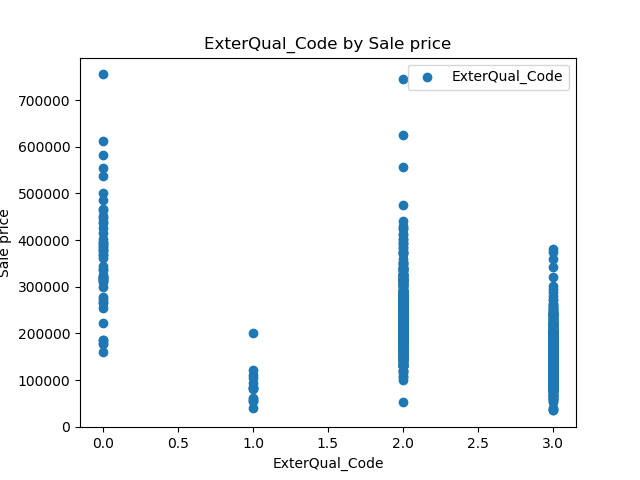 ExterQual_Code by Sale price
ExterQual_Code
700000
600000
500000
400000
300000
200000
100000
0
Sale price
0.0 0.5 1.0 1.5 2.0 2.5 3.0
ExterQual_Code